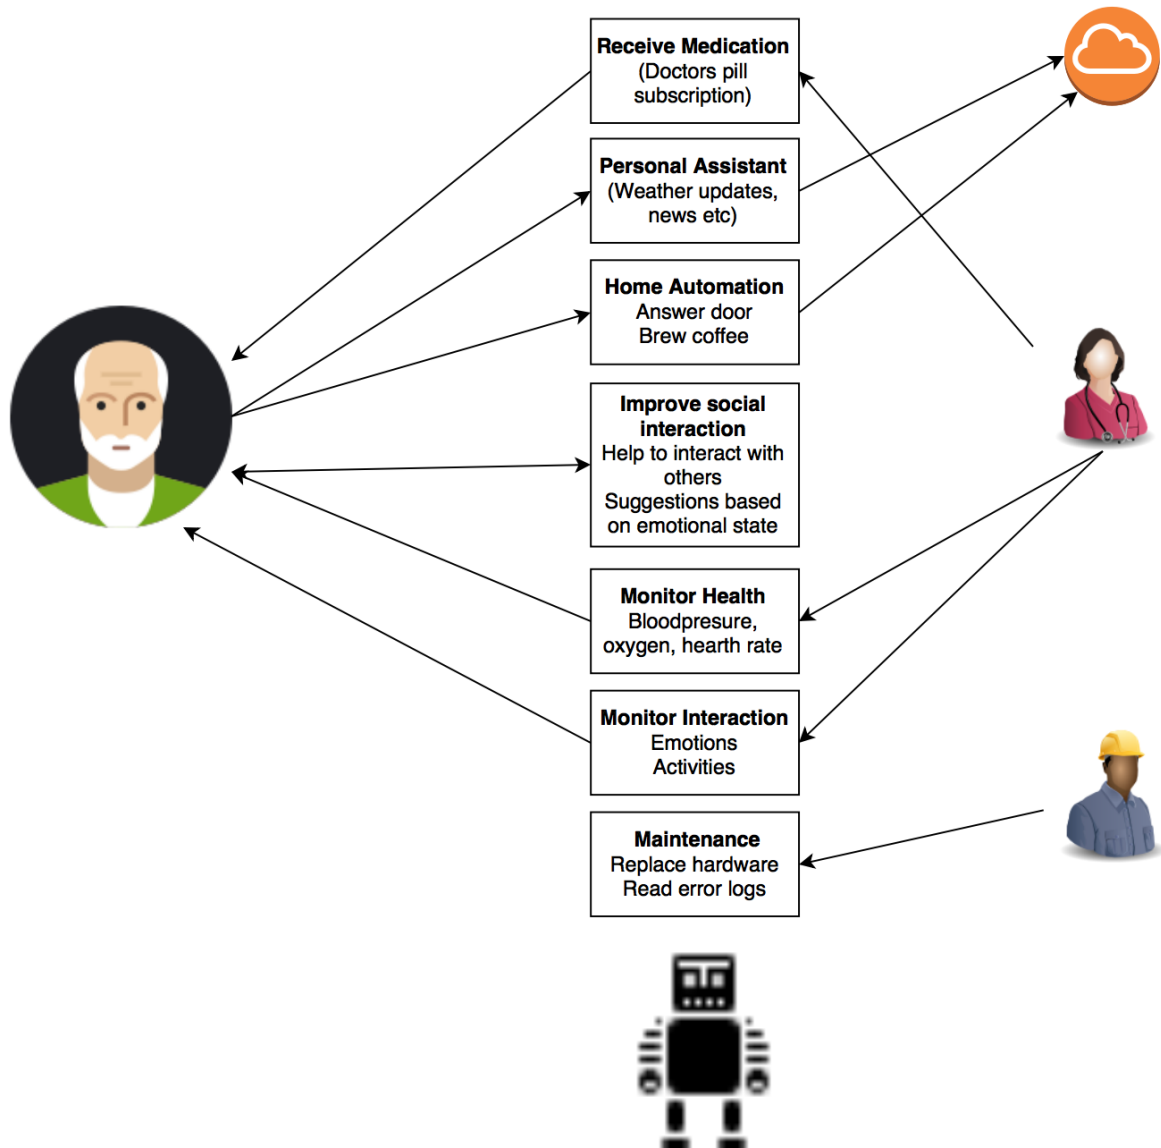 Receive Medication
(Doctors pill
subscription)
Personal Assistant
(Weather updates,
news etc)
Home Automation
Answer door
Brew coffee
Improve social
interaction
Help to interact with
others
Suggestions based
on emotional state
Monitor Health
Bloodpresure,
oxygen, hearth rate
Monitor Interaction
Emotions
Activities
Maintenance
Replace hardware
Read error logs